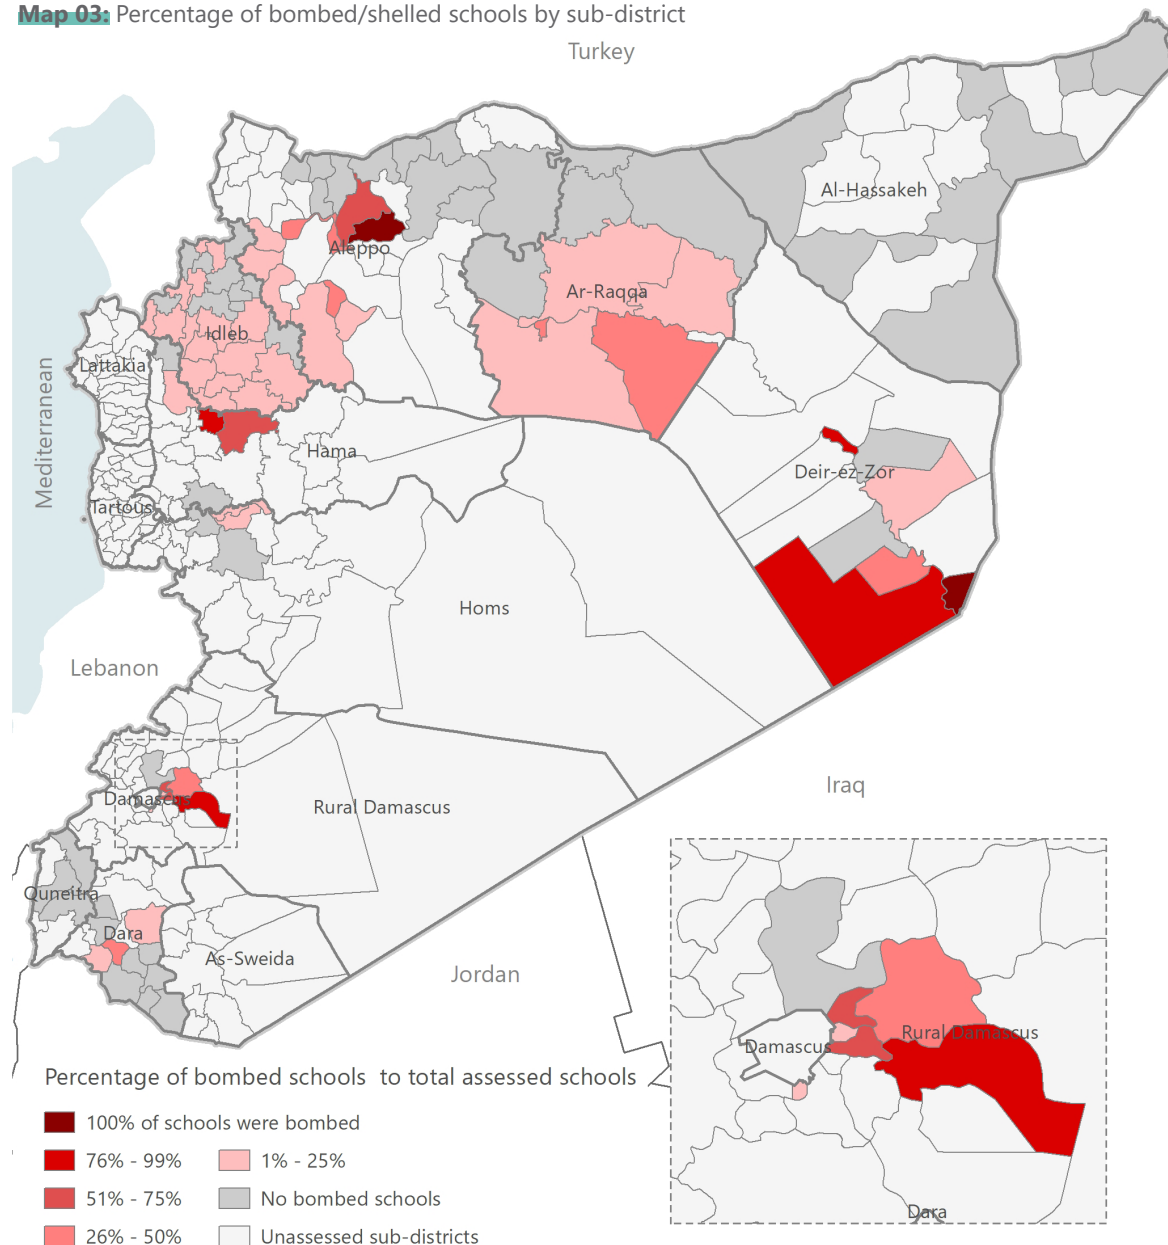 Map 03: Percentage of bombed/shelled schools by sub-district
Turkey
Al-Hassakeh
Aleppo
Ar-Raqqa
Idleb
Lattakia
Mediterranean
Hama
Deir-ez-Zor
Tartous
Homs
Lebanon
Iraq
Damascus
Rural Damascus
Quneitra
Dara
As-Sweida
Jordan
Rural Damascus
Damascus
Dara
Percentage of bombed schools to total assessed schools
100% of schools were bombed
76% - 99%
1% - 25%
51% - 75%
No bombed schools
26% - 50%
Unassessed sub-districts